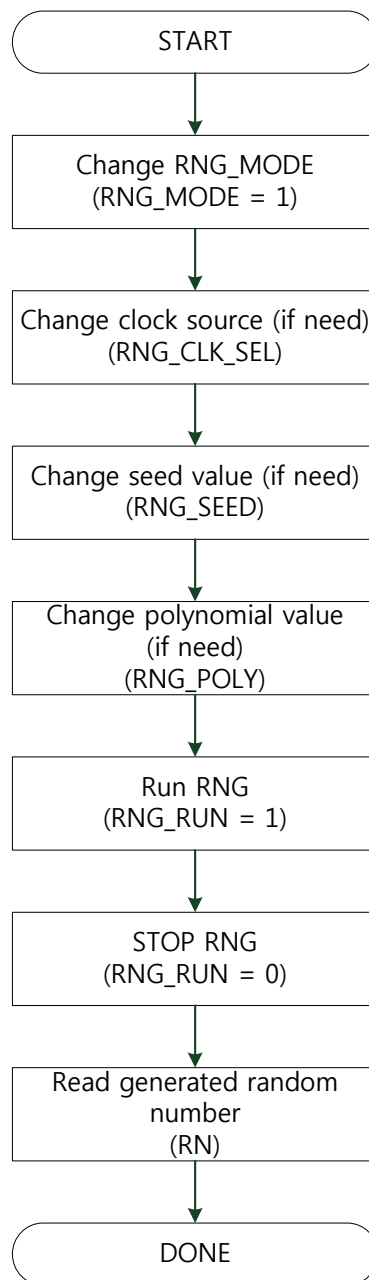 START
Change RNG_MODE
(RNG_MODE = 1)
Change clock source (if need)
(RNG_CLK_SEL)
Change seed value (if need)
(RNG_SEED)
Change polynomial value
(if need)
(RNG_POLY)
Run RNG
(RNG_RUN = 1)
STOP RNG
(RNG_RUN = 0)
Read generated random
number
(RN)
DONE